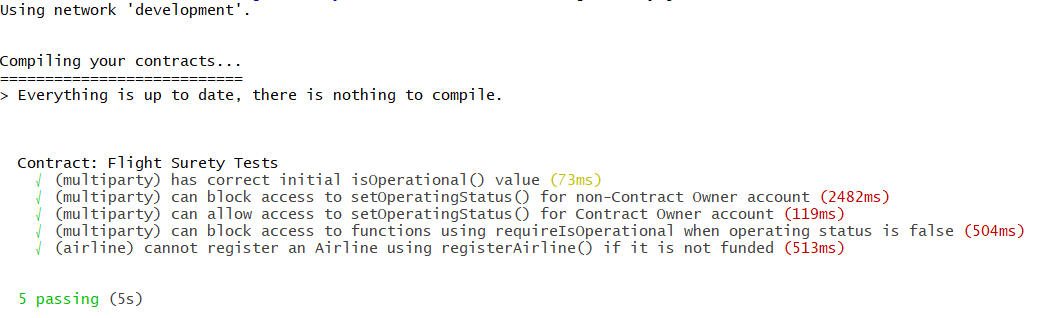 Using network 'development'.
Compiling your contracts...
===========================
> Everything is up to date, there is nothing to compile.
Contract: Flight Surety Tests
√ (multiparty) has correct initial isOperational() value (73ms)
√ (multiparty) can block access to setOperatingStatus() for non-Contract Owner account (2482ms)
√ (multiparty) can allow access to setOperatingStatus() for Contract Owner account (119ms)
√ (multiparty) can block access to functions using requireIsOperational when operating status is false (504ms)
√ (airline) cannot register an Airline using registerAirline() if it is not funded (513ms)
5 passing (5s)